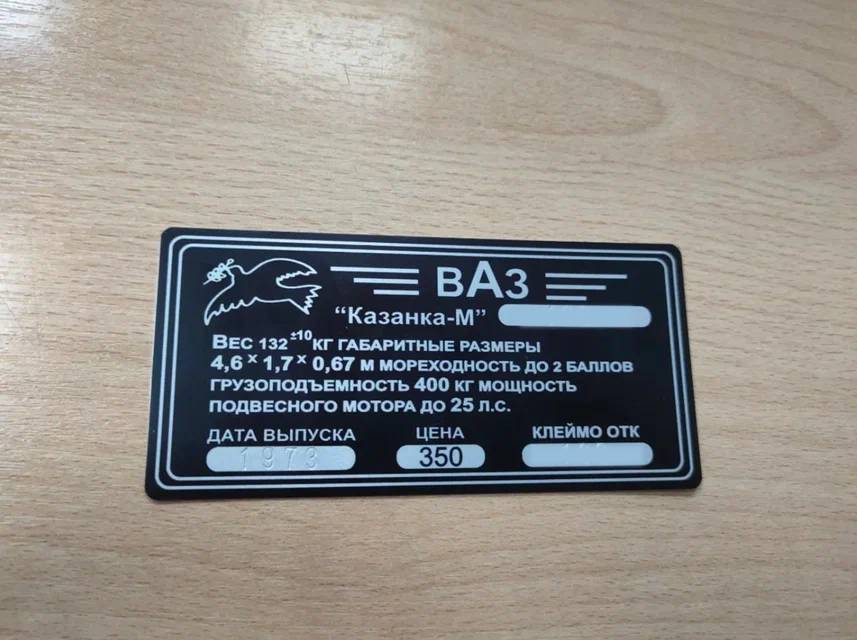 ВАЗ
"Казанка-М"
ВЕС 132 ±10 КГ ГАБАРИТНЫЕ РАЗМЕРЫ
4,6 × 1,7 × 0,67 М МОРЕХОДНОСТЬ ДО 2 БАЛЛОВ
ГРУЗОПОДЪЕМНОСТЬ 400 КГ МОЩНОСТЬ
ПОДВЕСНОГО МОТОРА ДО 25 Л.С.
ДАТА ВЫПУСКА ЦЕНА КЛЕЙМО ОТК
1973 350